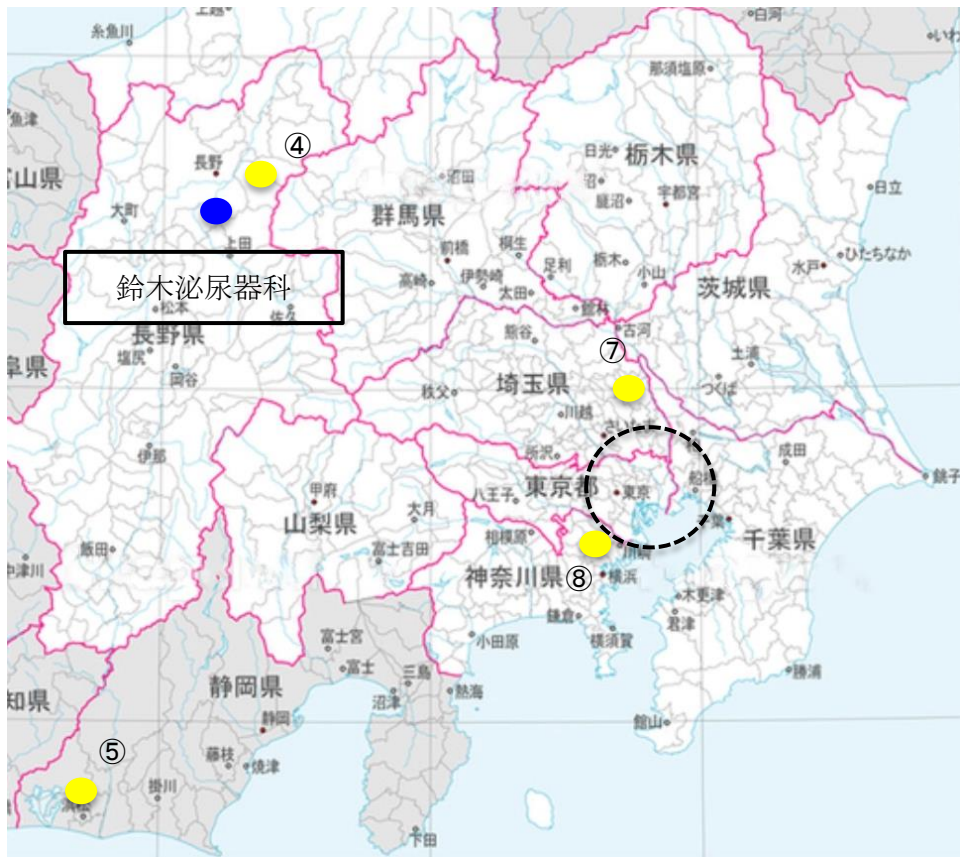 上越
糸魚川
白河
いわ
那須塩原
魚津
④
長野
日光
栃木県
沼田
沼
宇都宮
鹿沼
日立
富山県
大町
群馬県
上田
前橋
桐生
足利
栃木
小山
水戸
ひたちなか
鈴木泌尿器科
高崎
伊勢崎
太田
茨城県
佐久
松本
長野県
館林
古河
熊谷
⑦
塩尻
岡谷
阜県
秩父
埼玉県
土浦
つくば
川越
さいたま
伊那
所沢
成田
東京都
東京
船
銚子
八王子
甲府
大月
山梨県
葉
千葉県
相模原
川崎
飯田
富士吉田
中津川
神奈川県
⑧
横浜
木更津
鎌倉
君津
横須賀
小田原
富士宮
富士
三島
勝浦
知県
静岡県
沼津
熱海
静岡
館山
⑤
藤枝
焼津
掛川
浜松
下田